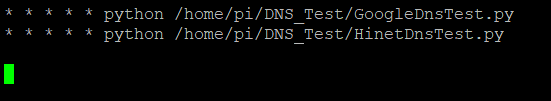 * * * * * python /home/pi/DNS_Test/GoogleDnsTest.py
* * * * * python /home/pi/DNS_Test/HinetDnsTest.py